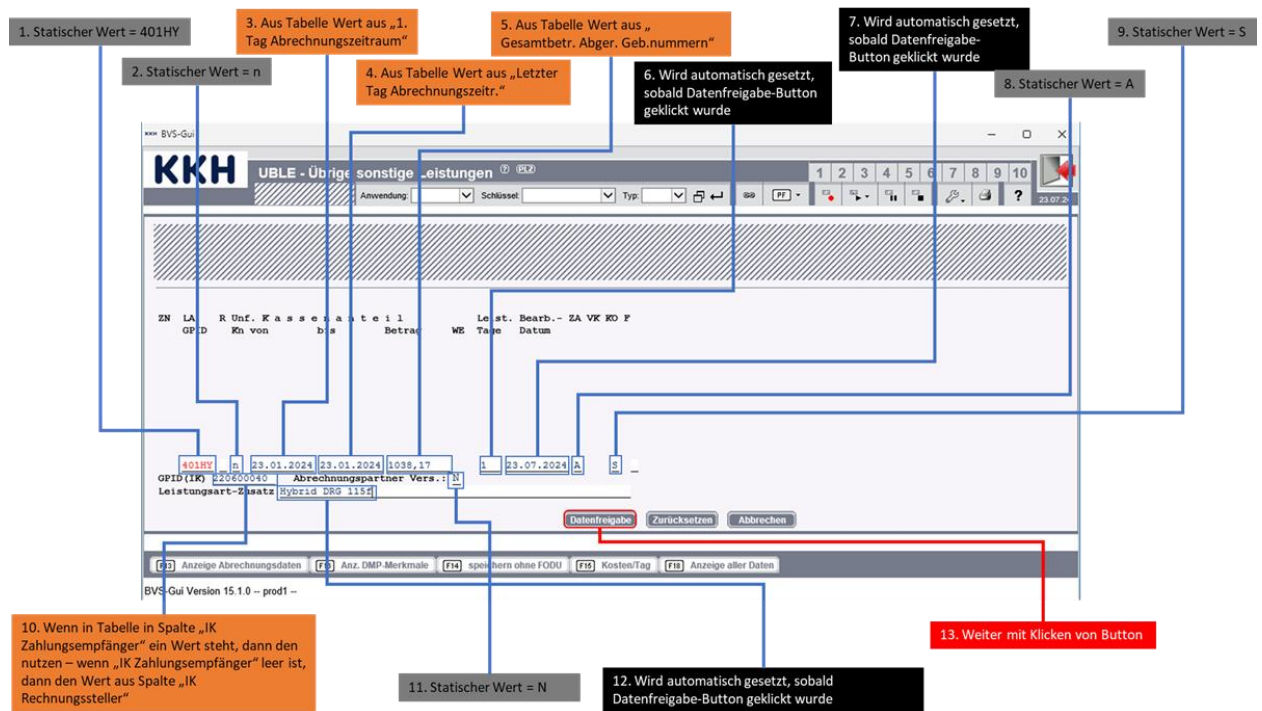 1. Statischer Wert = 401HY
2. Statischer Wert = n
3. Aus Tabelle Wert aus „1.
Tag Abrechnungszeitraum“
4. Aus Tabelle Wert aus „Letzter
Tag Abrechnungszeitr.“
5. Aus Tabelle Wert aus „
Gesamtbetr. Abger. Geb.nummern“
6. Wird automatisch gesetzt,
sobald Datenfreigabe-Button
geklickt wurde
7. Wird automatisch gesetzt,
sobald Datenfreigabe-
Button geklickt wurde
8. Statischer Wert = A
9. Statischer Wert = S
KKH BVS-Gui
KKH UBLE - Übrige sonstige Leistungen ? PLZ
1 2 3 4 5 6 7 8 9 10
Anwendung: Schlüssel: Typ: PF ?
23.07.24
ZN LA R Unf. K a s s e n a n t e i l Leist. Bearb.- ZA VK KO F
GPID Kn von bis Betrag WE Tage Datum
401HY _ n 23.01.2024 23.01.2024 1038,17 1 23.07.2024 A S _
GPID(IK) 220600040 Abrechnungspartner Vers.: N
Leistungsart-Zusatz Hybrid DRG 115f
Datenfreigabe Zurücksetzen Abbrechen
F13 Anzeige Abrechnungsdaten Anz. DMP-Merkmale F14 speichern ohne FODU Kosten/Tag F18 Anzeige aller Daten
BVS-Gui Version 15.1.0 -- prod1 --
10. Wenn in Tabelle in Spalte „IK
Zahlungsempfänger“ ein Wert steht, dann den
nutzen – wenn „IK Zahlungsempfänger“ leer ist,
dann den Wert aus Spalte „IK
Rechnungssteller“
11. Statischer Wert = N
12. Wird automatisch gesetzt, sobald
Datenfreigabe-Button geklickt wurde
13. Weiter mit Klicken von Button